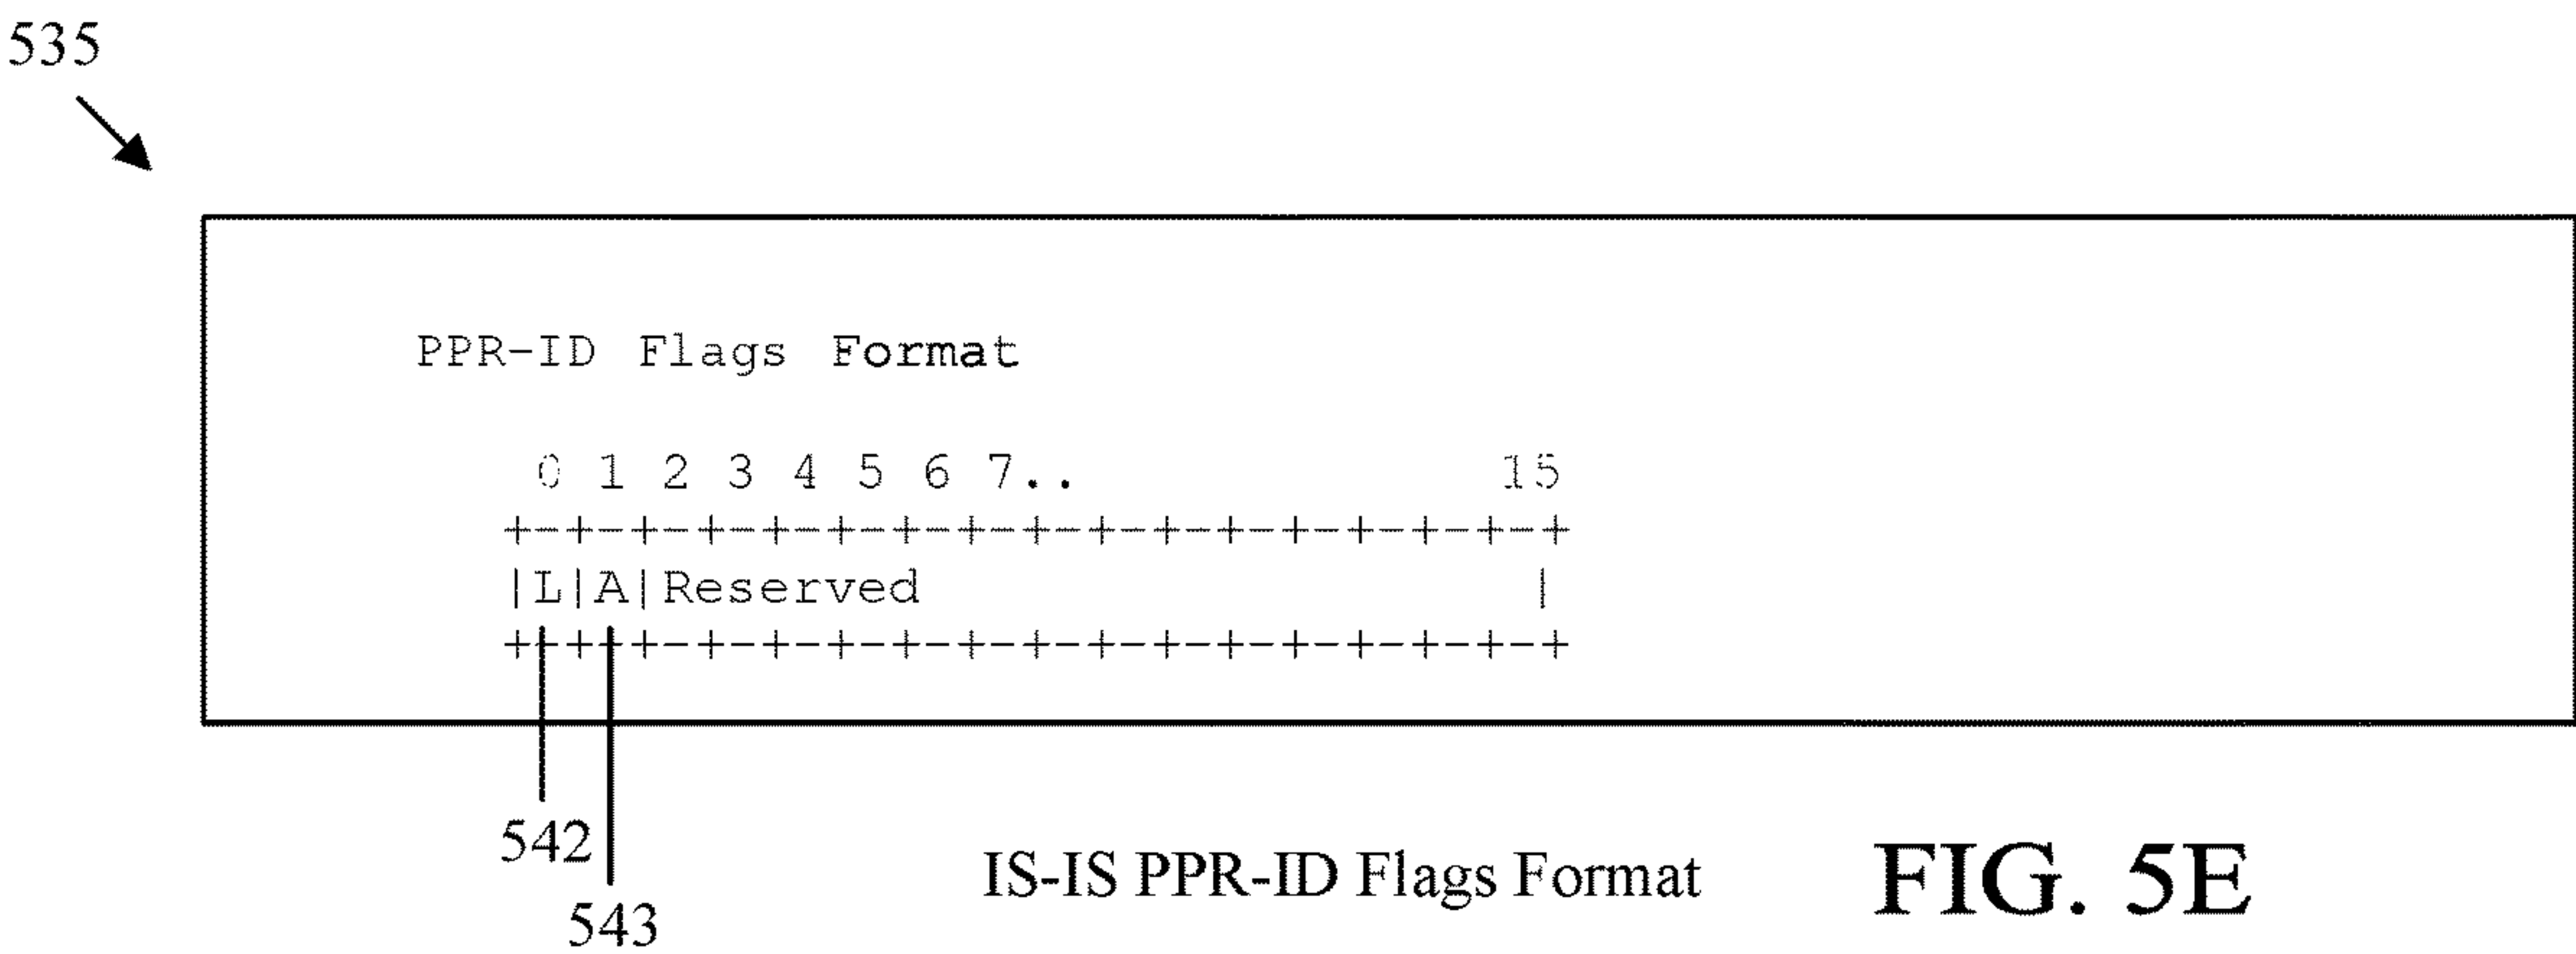 535
PPR-ID Flags Format
0 1 2 3 4 5 6 7.. 15
+-+-+-+-+-+-+-+-+-+-+-+-+-+-+-+-+
|L|A|Reserved |
+-+-+-+-+-+-+-+-+-+-+-+-+-+-+-+-+
542
543
IS-IS PPR-ID Flags Format
FIG. 5E